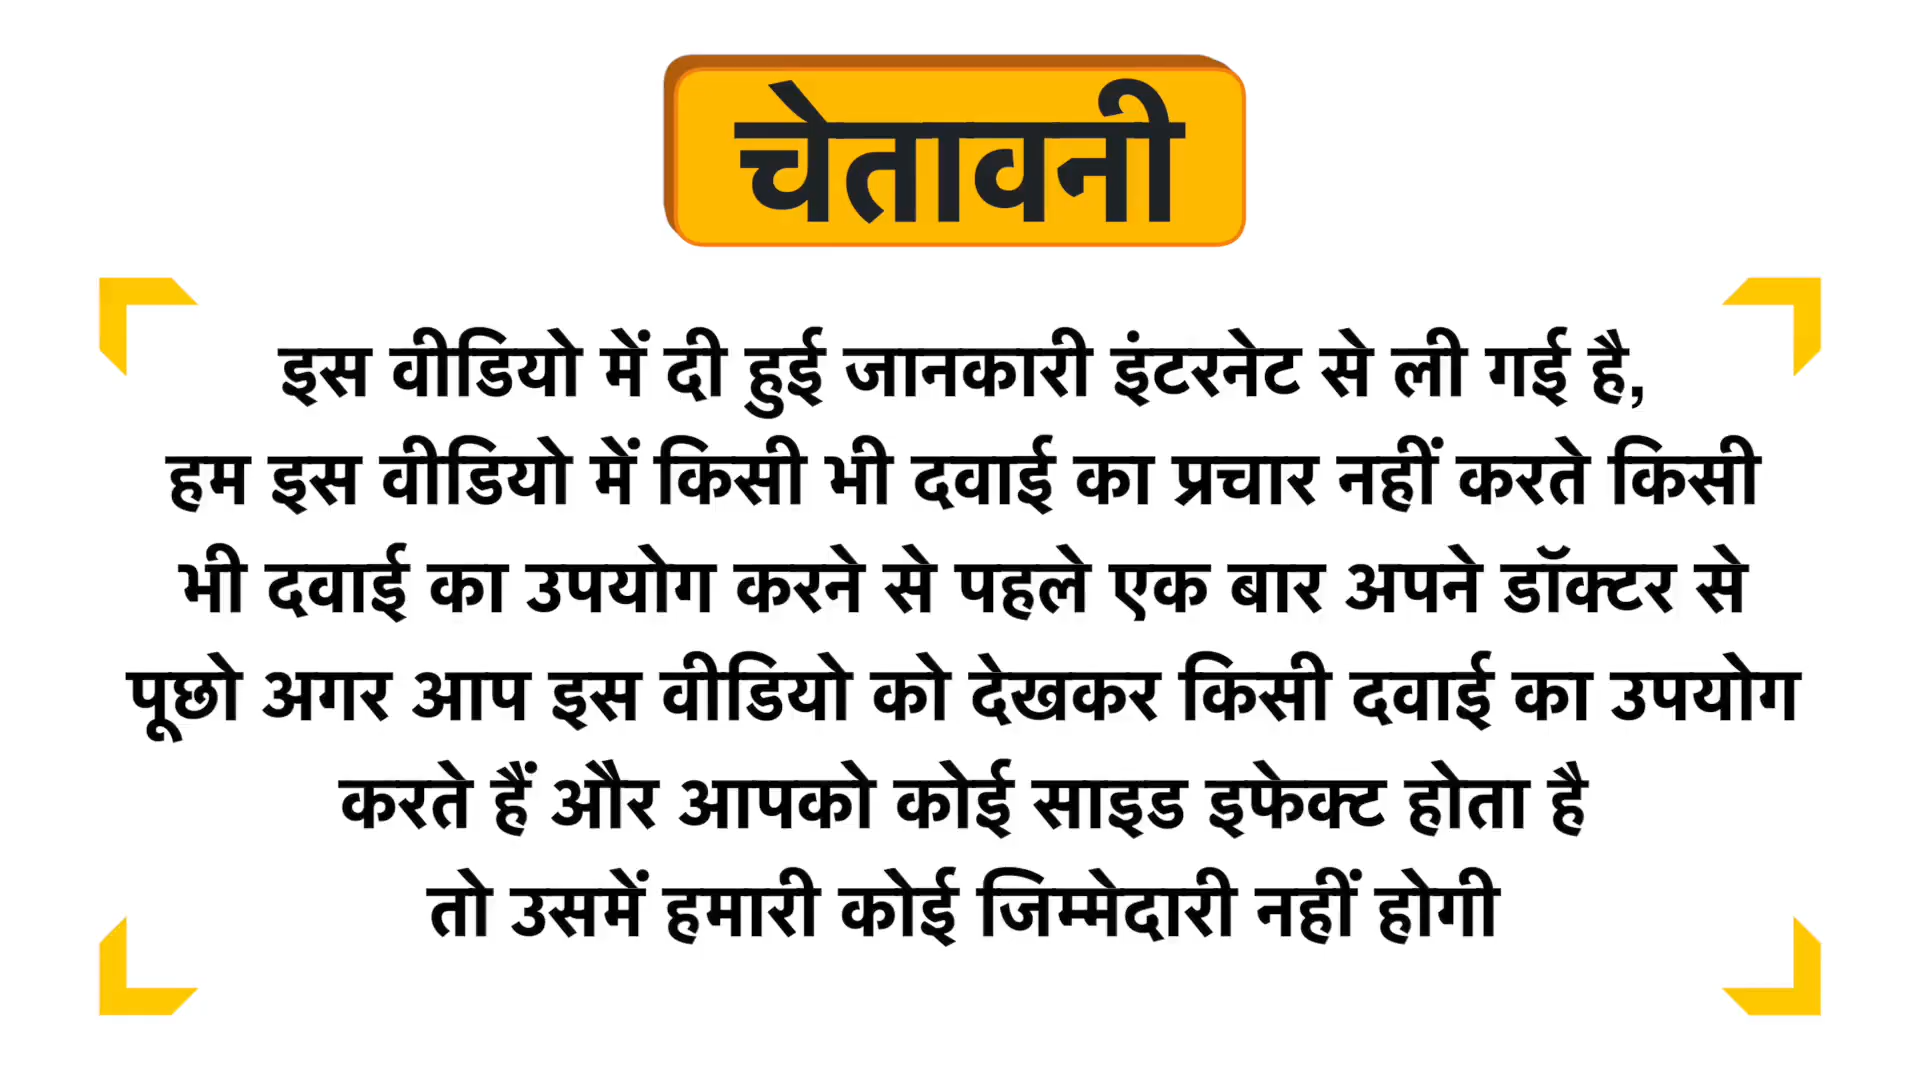 चेतावनी
इस वीडियो में दी हुई जानकारी इंटरनेट से ली गई है,
हम इस वीडियो में किसी भी दवाई का प्रचार नहीं करते किसी
भी दवाई का उपयोग करने से पहले एक बार अपने डॉक्टर से
पूछो अगर आप इस वीडियो को देखकर किसी दवाई का उपयोग
करते हैं और आपको कोई साइड इफेक्ट होता है
तो उसमें हमारी कोई जिम्मेदारी नहीं होगी